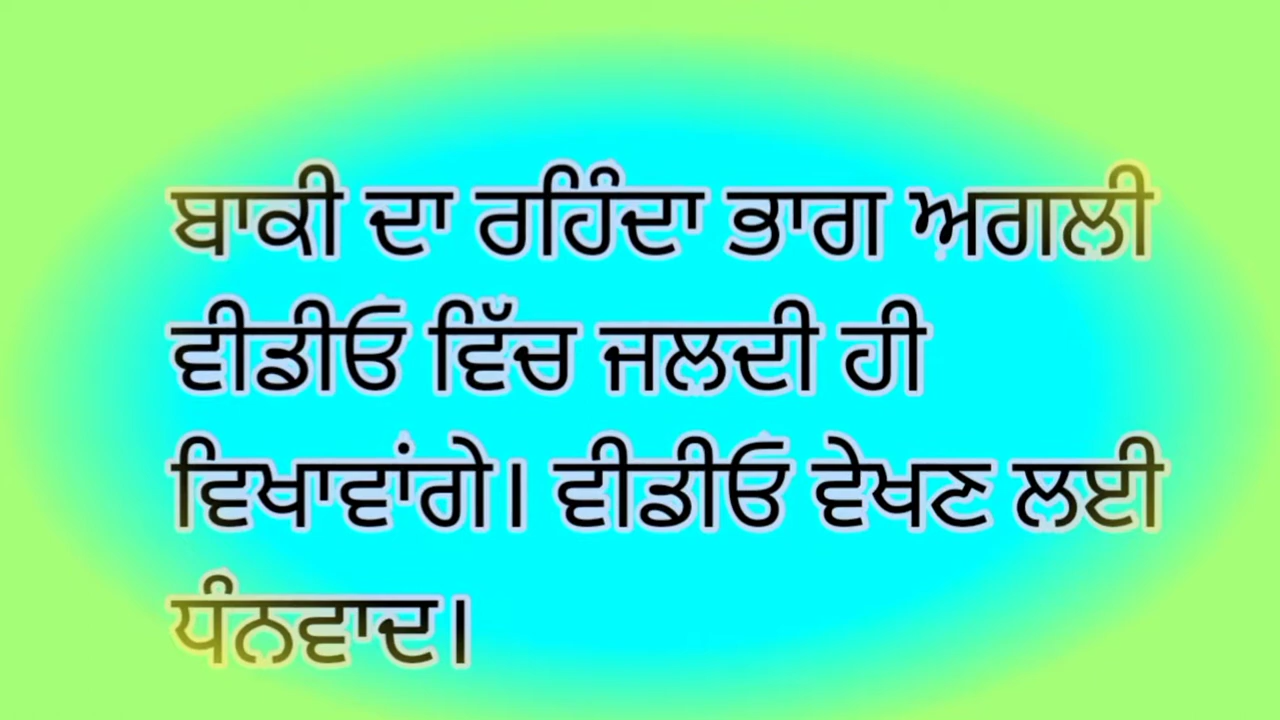 ਬਾਕੀ ਦਾ ਰਹਿੰਦਾ ਭਾਗ ਅਗਲੀ
ਵੀਡੀਓ ਵਿੱਚ ਜਲਦੀ ਹੀ
ਵਿਖਾਵਾਂਗੇ। ਵੀਡੀਓ ਵੇਖਣ ਲਈ
ਧੰਨਵਾਦ।